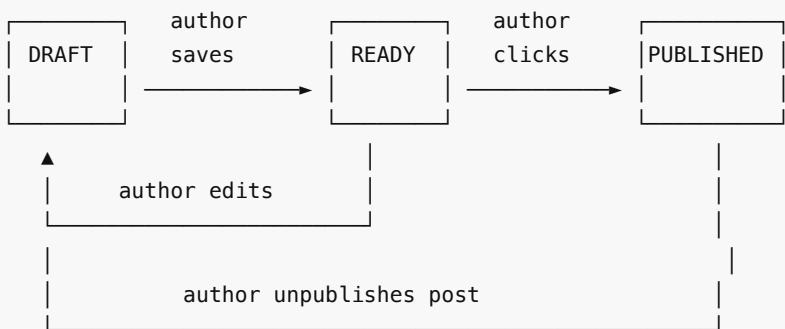 author author
DRAFT saves READY clicks PUBLISHED
author edits
author unpublishes post